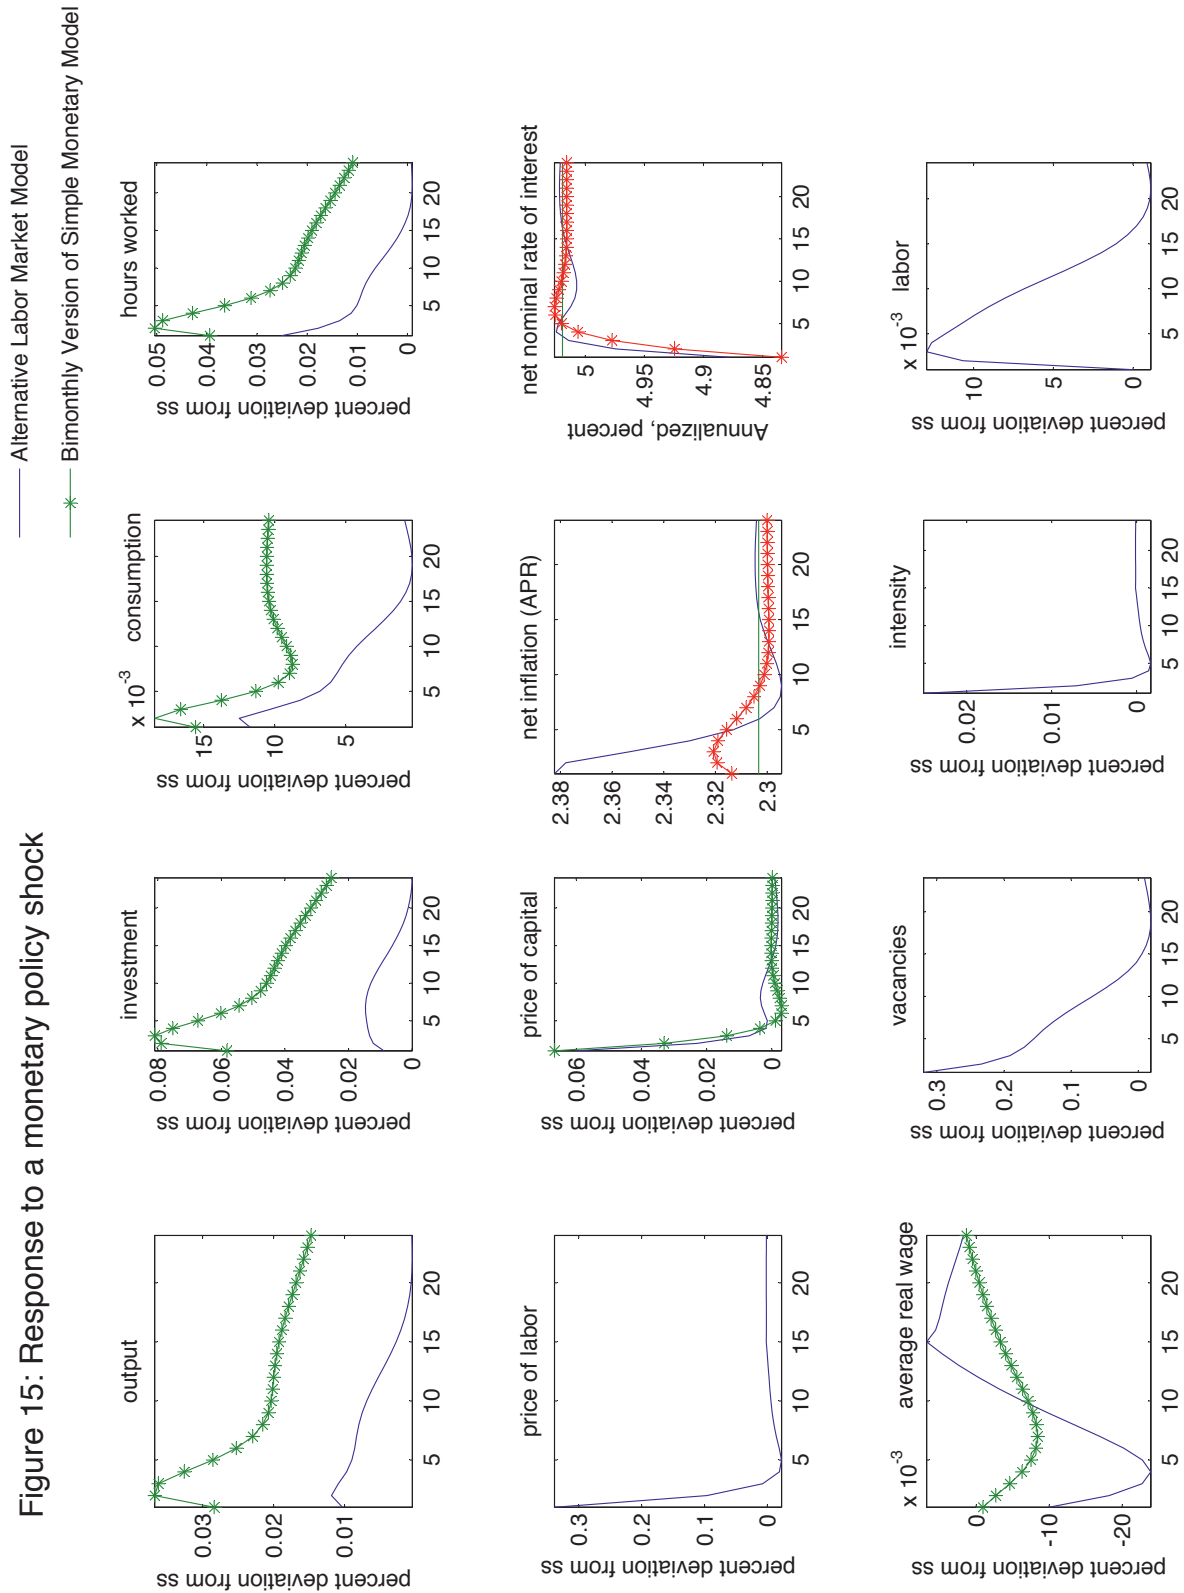 Figure 15: Response to a monetary policy shock
Alternative Labor Market Model
Bimonthly Version of Simple Monetary Model
output
percent deviation from ss
0.03
0.02
0.01
5 10 15 20
investment
percent deviation from ss
0.08
0.06
0.04
0.02
0
5 10 15 20
x 10-3 consumption
percent deviation from ss
15
10
5
5 10 15 20
hours worked
percent deviation from ss
0.05
0.04
0.03
0.02
0.01
0
5 10 15 20
price of labor
percent deviation from ss
0.3
0.2
0.1
0
5 10 15 20
price of capital
percent deviation from ss
0.06
0.04
0.02
0
5 10 15 20
net inflation (APR)
2.38
2.36
2.34
2.32
2.3
5 10 15 20
net nominal rate of interest
Annualized, percent
5
4.95
4.9
4.85
5 10 15 20
x 10-3 average real wage
percent deviation from ss
0
-10
-20
5 10 15 20
vacancies
percent deviation from ss
0.3
0.2
0.1
0
5 10 15 20
intensity
percent deviation from ss
0.02
0.01
0
5 10 15 20
x 10-3 labor
percent deviation from ss
10
5
0
5 10 15 20